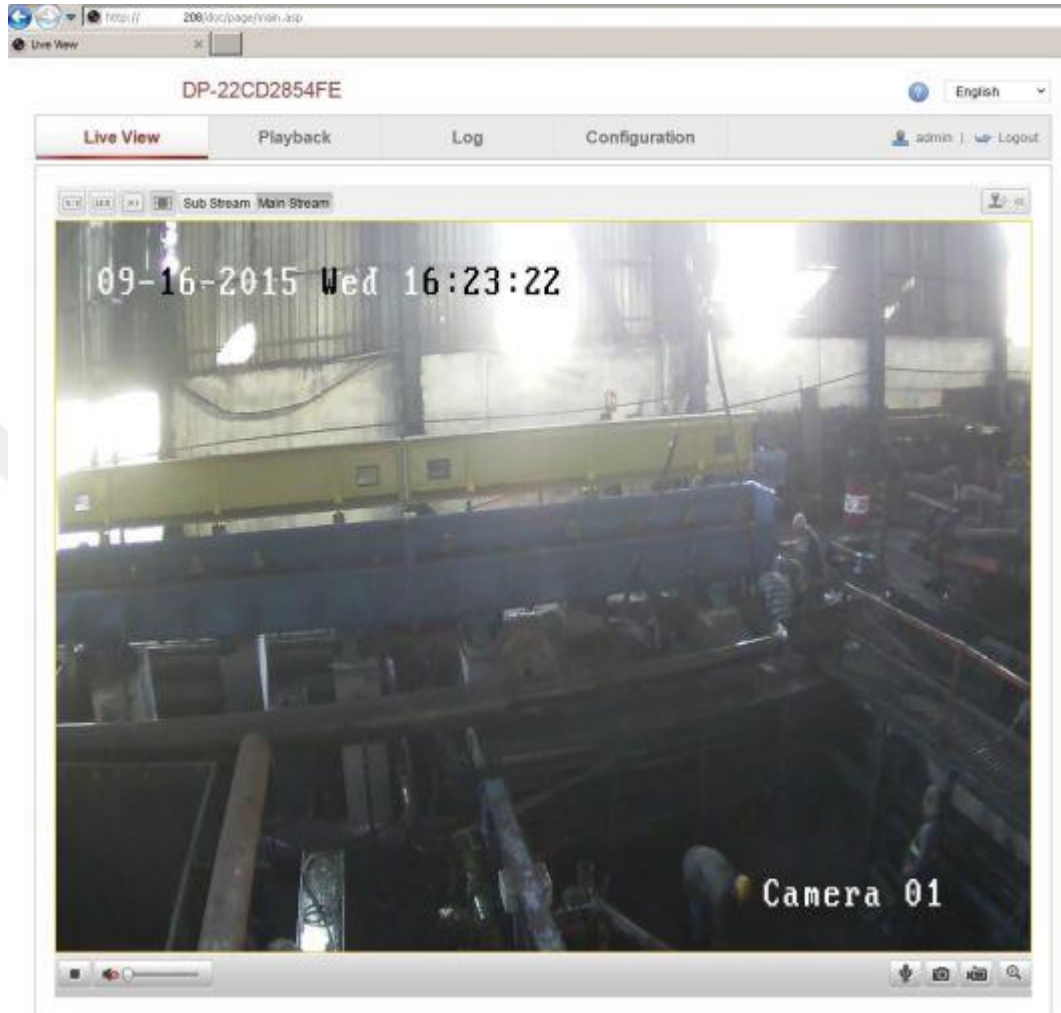 http:// 208/doc/page/main.asp
Live View
DP-22CD2854FE
English
Live View Playback Log Configuration admin | Logout
Sub Stream Main Stream
09-16-2015 Wed 16:23:22
Camera 01